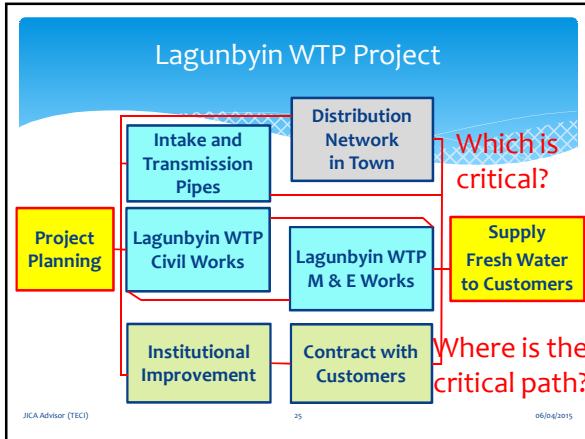 Lagunbyin WTP Project
Distribution
Network
in Town
Intake and
Transmission
Pipes
Which is
critical?
Project
Planning
Lagunbyin WTP
Civil Works
Lagunbyin WTP
M & E Works
Supply
Fresh Water
to Customers
Institutional
Improvement
Contract with
Customers
Where is the
critical path?
JICA Advisor (TECI)
25
06/04/2015